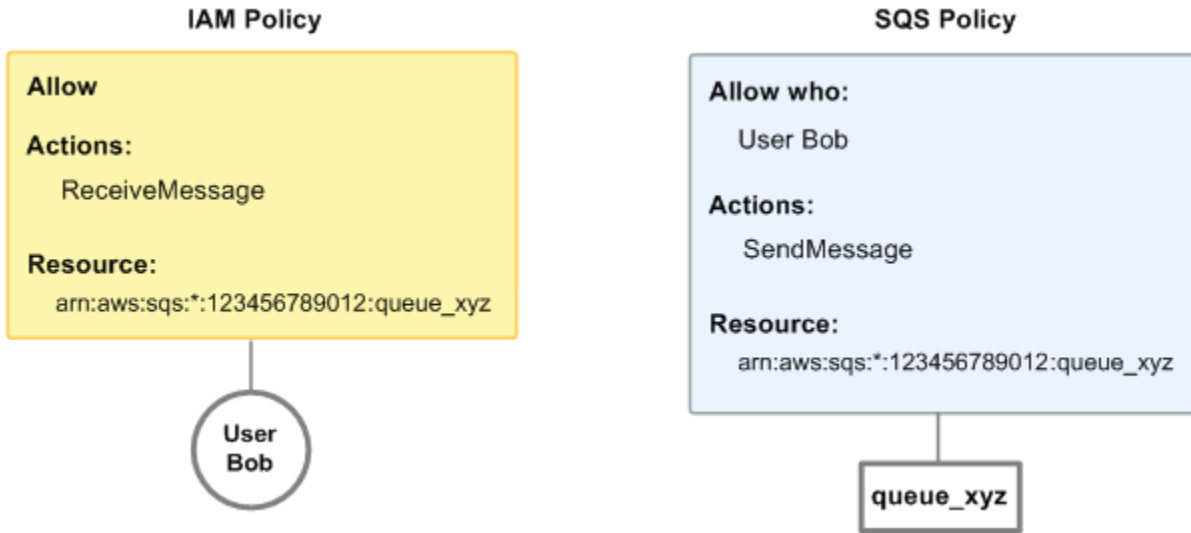 IAM Policy
Allow
Actions:
ReceiveMessage
Resource:
arn:aws:sqs:*:123456789012:queue_xyz
User
Bob
SQS Policy
Allow who:
User Bob
Actions:
SendMessage
Resource:
arn:aws:sqs:*:123456789012:queue_xyz
queue_xyz